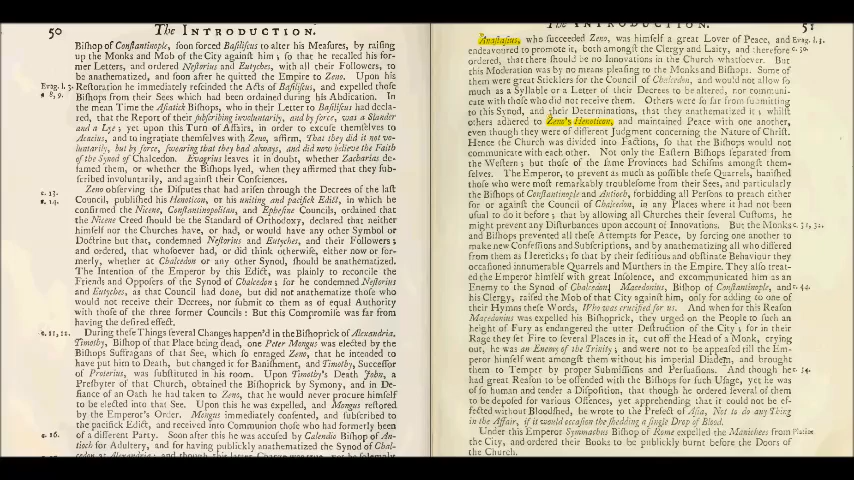 50 The INTRODUCTION.
Bishop of Constantinople, soon forced Basiliscus to alter his Measures, by raising
up the Monks and Mob of the City against him; so that he recalled his for-
mer Letters, and ordered Nestorius and Eutyches, with all their Followers, to
be anathematized, and soon after he quitted the Empire to Zeno. Upon his
Evag. l. 3. Restoration he immediately rescinded the Acts of Basiliscus, and expelled those
c. 8, 9. Bishops from their Sees which had been ordained during his Abdication. In
the mean Time the Asiatick Bishops, who in their Letter to Basiliscus had decla-
red, that the Report of their subscribing involuntarily, and by force, was a Slander
and a Lye; yet upon this Turn of Affairs, in order to excuse themselves to
Acacius, and to ingratiate themselves with Zeno, affirm, That they did it not vo-
luntarily, but by force, swearing that they had always, and did now believe the Faith
of the Synod of Chalcedon. Evagrius leaves it in doubt, whether Zacharias de-
famed them, or whether the Bishops lyed, when they affirmed that they sub-
scribed involuntarily, and against their Consciences.
c. 13. Zeno observing the Disputes that had arisen through the Decrees of the last
c. 14. Council, published his Henoticon, or his uniting and pacifick Edict, in which he
confirmed the Nicene, Constantinopolitan, and Ephesine Councils, ordained that
the Nicene Creed should be the Standard of Orthodoxy, declared that neither
himself nor the Churches have, or had, or would have any other Symbol or
Doctrine but that, condemned Nestorius and Eutyches, and their Followers;
and ordered, that whosoever had, or did think otherwise, either now or for-
merly, whether at Chalcedon or any other Synod, should be anathematized.
The Intention of the Emperor by this Edict, was plainly to reconcile the
Friends and Opposers of the Synod of Chalcedon; for he condemned Nestorius
and Eutyches, as that Council had done, but did not anathematize those who
would not receive their Decrees, nor submit to them as of equal Authority
with those of the three former Councils: But this Compromise was far from
having the desired effect.
c. 11, 12. During these Things several Changes happen'd in the Bishoprick of Alexandria.
Timothy, Bishop of that Place being dead, one Peter Mongus was elected by the
Bishops Suffragans of that See, which so enraged Zeno, that he intended to
have put him to Death, but changed it for Banishment, and Timothy, Successor
of Proterius, was substituted in his room. Upon Timothy's Death John, a
Presbyter of that Church, obtained the Bishoprick by Symony, and in De-
fiance of an Oath he had taken to Zeno, that he would never procure himself
to be elected into that See. Upon this he was expelled, and Mongus restored
by the Emperor's Order. Mongus immediately consented, and subscribed to
the pacifick Edict, and received into Communion those who had formerly been
c. 16. of a different Party. Soon after this he was accused by Calendio Bishop of An-
tioch for Adultery, and for having publickly anathematized the Synod of Chal-
The INTRODUCTION. 51
Anastasius, who succeeded Zeno, was himself a great Lover of Peace, and Evag. l. 3.
endeavoured to promote it, both amongst the Clergy and Laity, and therefore c. 30.
ordered, that there should be no Innovations in the Church whatsoever. But
this Moderation was by no means pleasing to the Monks and Bishops. Some of
them were great Sticklers for the Council of Chalcedon, and would not allow so
much as a Syllable or a Letter of their Decrees to be altered, nor communi-
cate with those who did not receive them. Others were so far from submitting
to this Synod, and their Determinations, that they anathematized it; whilst
others adhered to Zeno's Henoticon, and maintained Peace with one another,
even though they were of different Judgment concerning the Nature of Christ.
Hence the Church was divided into Factions, so that the Bishops would not
communicate with each other. Not only the Eastern Bishops separated from
the Western; but those of the same Provinces had Schisms amongst them-
selves. The Emperor, to prevent as much as possible these Quarrels, banished
those who were most remarkably troublesome from their Sees, and particularly
the Bishops of Constantinople and Antioch, forbidding all Persons to preach either
for or against the Council of Chalcedon, in any Places where it had not been
usual to do it before; that by allowing all Churches their several Customs, he
might prevent any Disturbances upon account of Innovations. But the Monks c. 31, 32.
and Bishops prevented all these Attempts for Peace, by forcing one another to
make new Confessions and Subscriptions, and by anathematizing all who differed
from them as Hereticks; so that by their seditious and obstinate Behaviour they
occasioned innumerable Quarrels and Murthers in the Empire. They also treat-
ed the Emperor himself with great Insolence, and excommunicated him as an
Enemy to the Synod of Chalcedon. Macedonius, Bishop of Constantinople, and c. 44.
his Clergy, raised the Mob of that City against him, only for adding to one of
their Hymns these Words, Who was crucified for us. And when for this Reason
Macedonius was expelled his Bishoprick, they urged on the People to such an
height of Fury as endangered the utter Destruction of the City; for in their
Rage they set Fire to several Places in it, cut off the Head of a Monk, crying
out, he was an Enemy of the Trinity; and were not to be appeased till the Em-
peror himself went amongst them without his imperial Diadem, and brought
them to Temper by proper Submissions and Persuasions. And though he c. 34.
had great Reason to be offended with the Bishops for such Usage, yet he was
of so human and tender a Disposition, that though he ordered several of them
to be deposed for various Offences, yet apprehending that it could not be ef-
fected without Bloodshed, he wrote to the Prefect of Asia, Not to do any Thing
in the Affair, if it would occasion the shedding a single Drop of Blood.
Under this Emperor Symmachus Bishop of Rome expelled the Manichees from
the City, and ordered their Books to be publickly burnt before the Doors of
the Church.